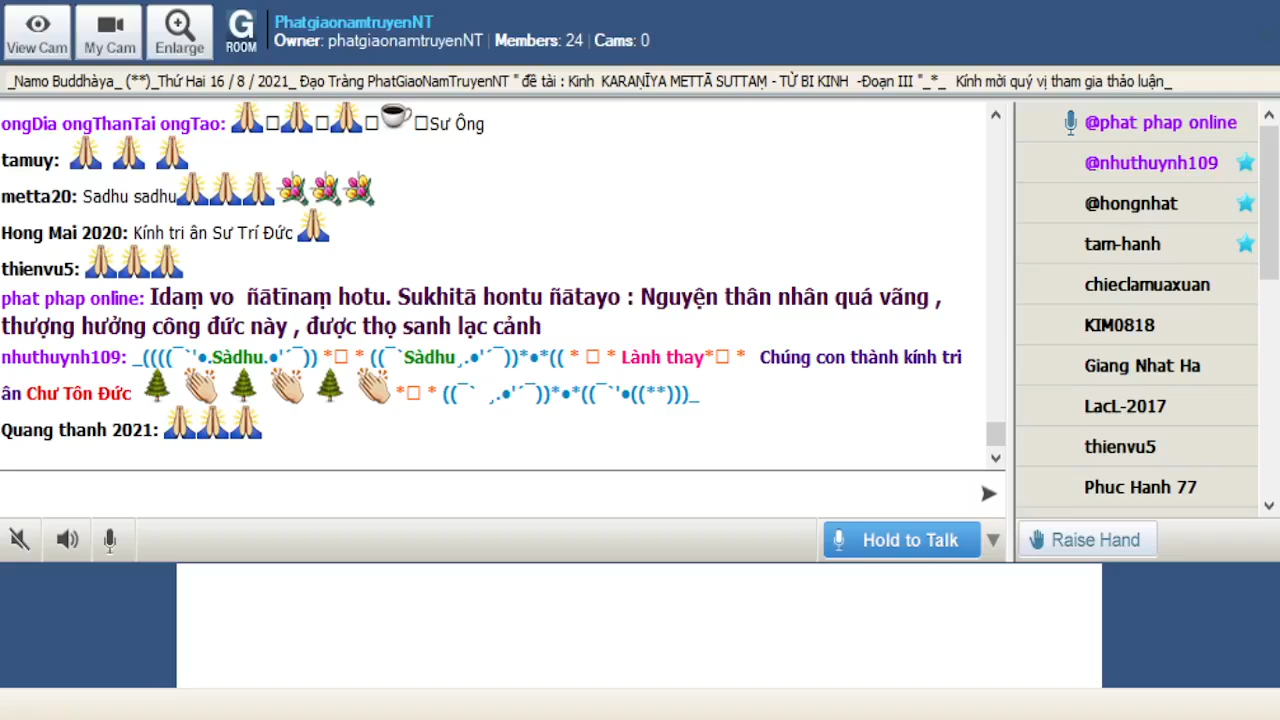 View Cam
My Cam
Enlarge
G
ROOM
PhatgiaonamtruyenNT
Owner: phatgiaonamtruyenNT | Members: 24 | Cams: 0
_Namo Buddhàya_ (**)_Thứ Hai 16 / 8 / 2021_ Đạo Tràng PhatGiaoNamTruyenNT " đề tài : Kinh KARAṆĪYA METTĀ SUTTAṂ - TỪ BI KINH -Đoạn III "_*_ Kính mời quý vị tham gia thảo luận_
ongDia ongThanTai ongTao: 🙏□🙏□🙏□☕□Sư Ông
tamuy: 🙏 🙏 🙏
metta20: Sadhu sadhu🙏🙏🙏💐💐💐
Hong Mai 2020: Kính tri ân Sư Trí Đức 🙏
thienvu5: 🙏🙏🙏
phat phap online: Idaṃ vo ñātīnaṃ hotu. Sukhitā hontu ñātayo : Nguyện thân nhân quá vãng ,
thượng hưởng công đức này , được thọ sanh lạc cảnh
nhuthuynh109: _((((¯`'●.Sàdhu.●'´¯)) *□ * ((¯`Sàdhu¸.●'´¯))*●*(( * □ * Lành thay*□ * Chúng con thành kính tri
ân Chư Tôn Đức 🌲 👏 🌲 👏 🌲 👏 *□ * ((¯` ¸.●'´¯))*●*((¯`'●((**)))_
Quang thanh 2021: 🙏🙏🙏
@phat phap online
@nhuthuynh109
@hongnhat
tam-hanh
chieclamuaxuan
KIM0818
Giang Nhat Ha
LacL-2017
thienvu5
Phuc Hanh 77
Hold to Talk
Raise Hand